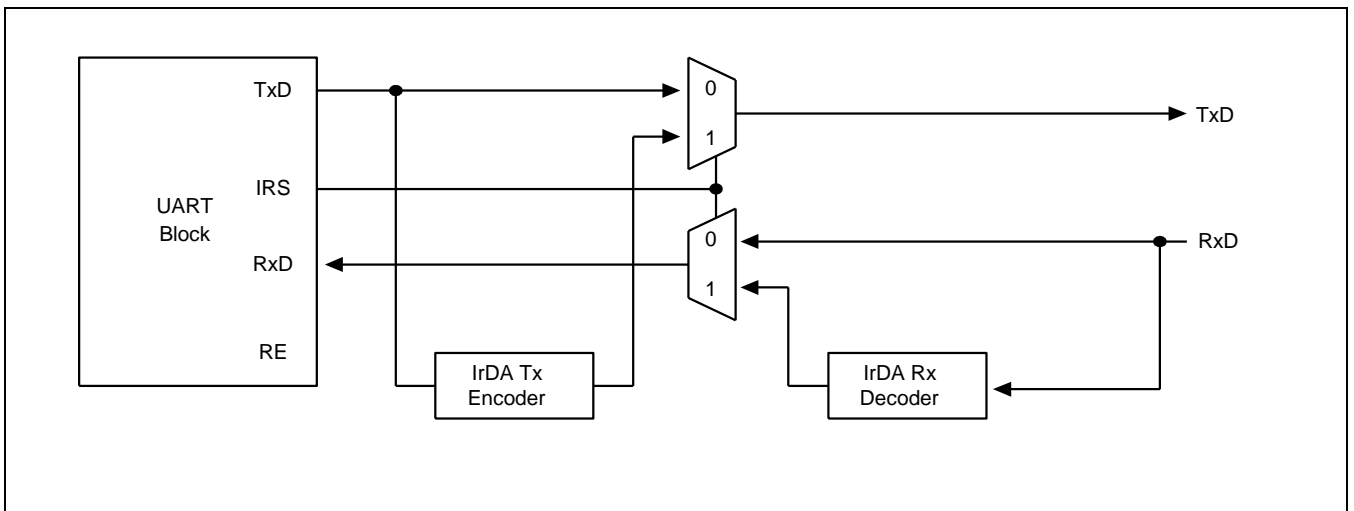 TxD
0
TxD
1
IRS
UART
Block
0
RxD
RxD
1
RE
IrDA Tx
Encoder
IrDA Rx
Decoder